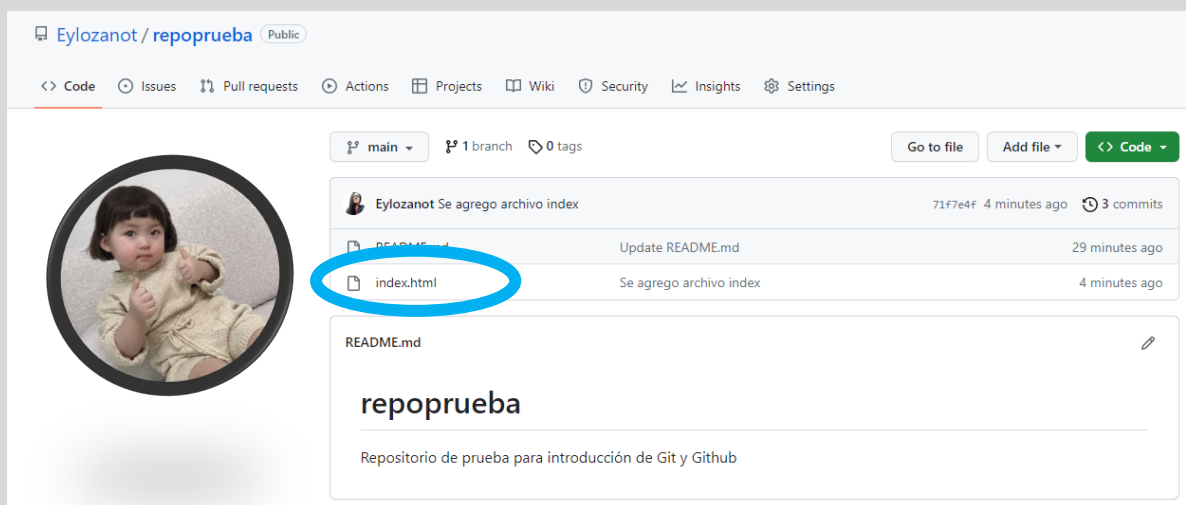 Eylozanot / repoprueba Public
Code Issues Pull requests Actions Projects Wiki Security Insights Settings
main 1 branch 0 tags Go to file Add file Code
Eylozanot Se agrego archivo index 71f7e4f 4 minutes ago 3 commits
README.md Update README.md 29 minutes ago
index.html Se agrego archivo index 4 minutes ago
README.md
repoprueba
Repositorio de prueba para introducción de Git y Github